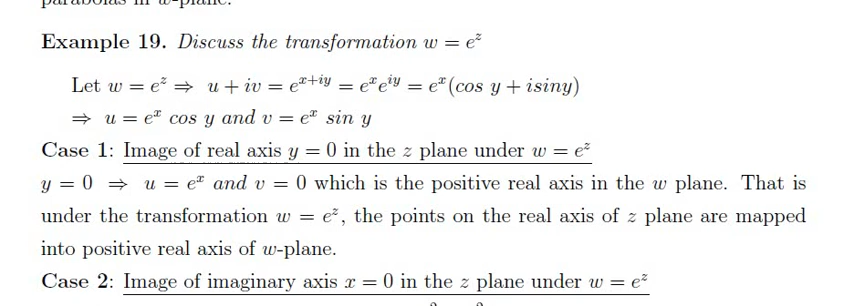 parabolas in w-plane.
Example 19. Discuss the transformation w = e^z
Let w = e^z ⇒ u + iv = e^{x+iy} = e^x e^{iy} = e^x (cos y + isiny)
⇒ u = e^x cos y and v = e^x sin y
Case 1: Image of real axis y = 0 in the z plane under w = e^z
y = 0 ⇒ u = e^x and v = 0 which is the positive real axis in the w plane. That is
under the transformation w = e^z, the points on the real axis of z plane are mapped
into positive real axis of w-plane.
Case 2: Image of imaginary axis x = 0 in the z plane under w = e^z